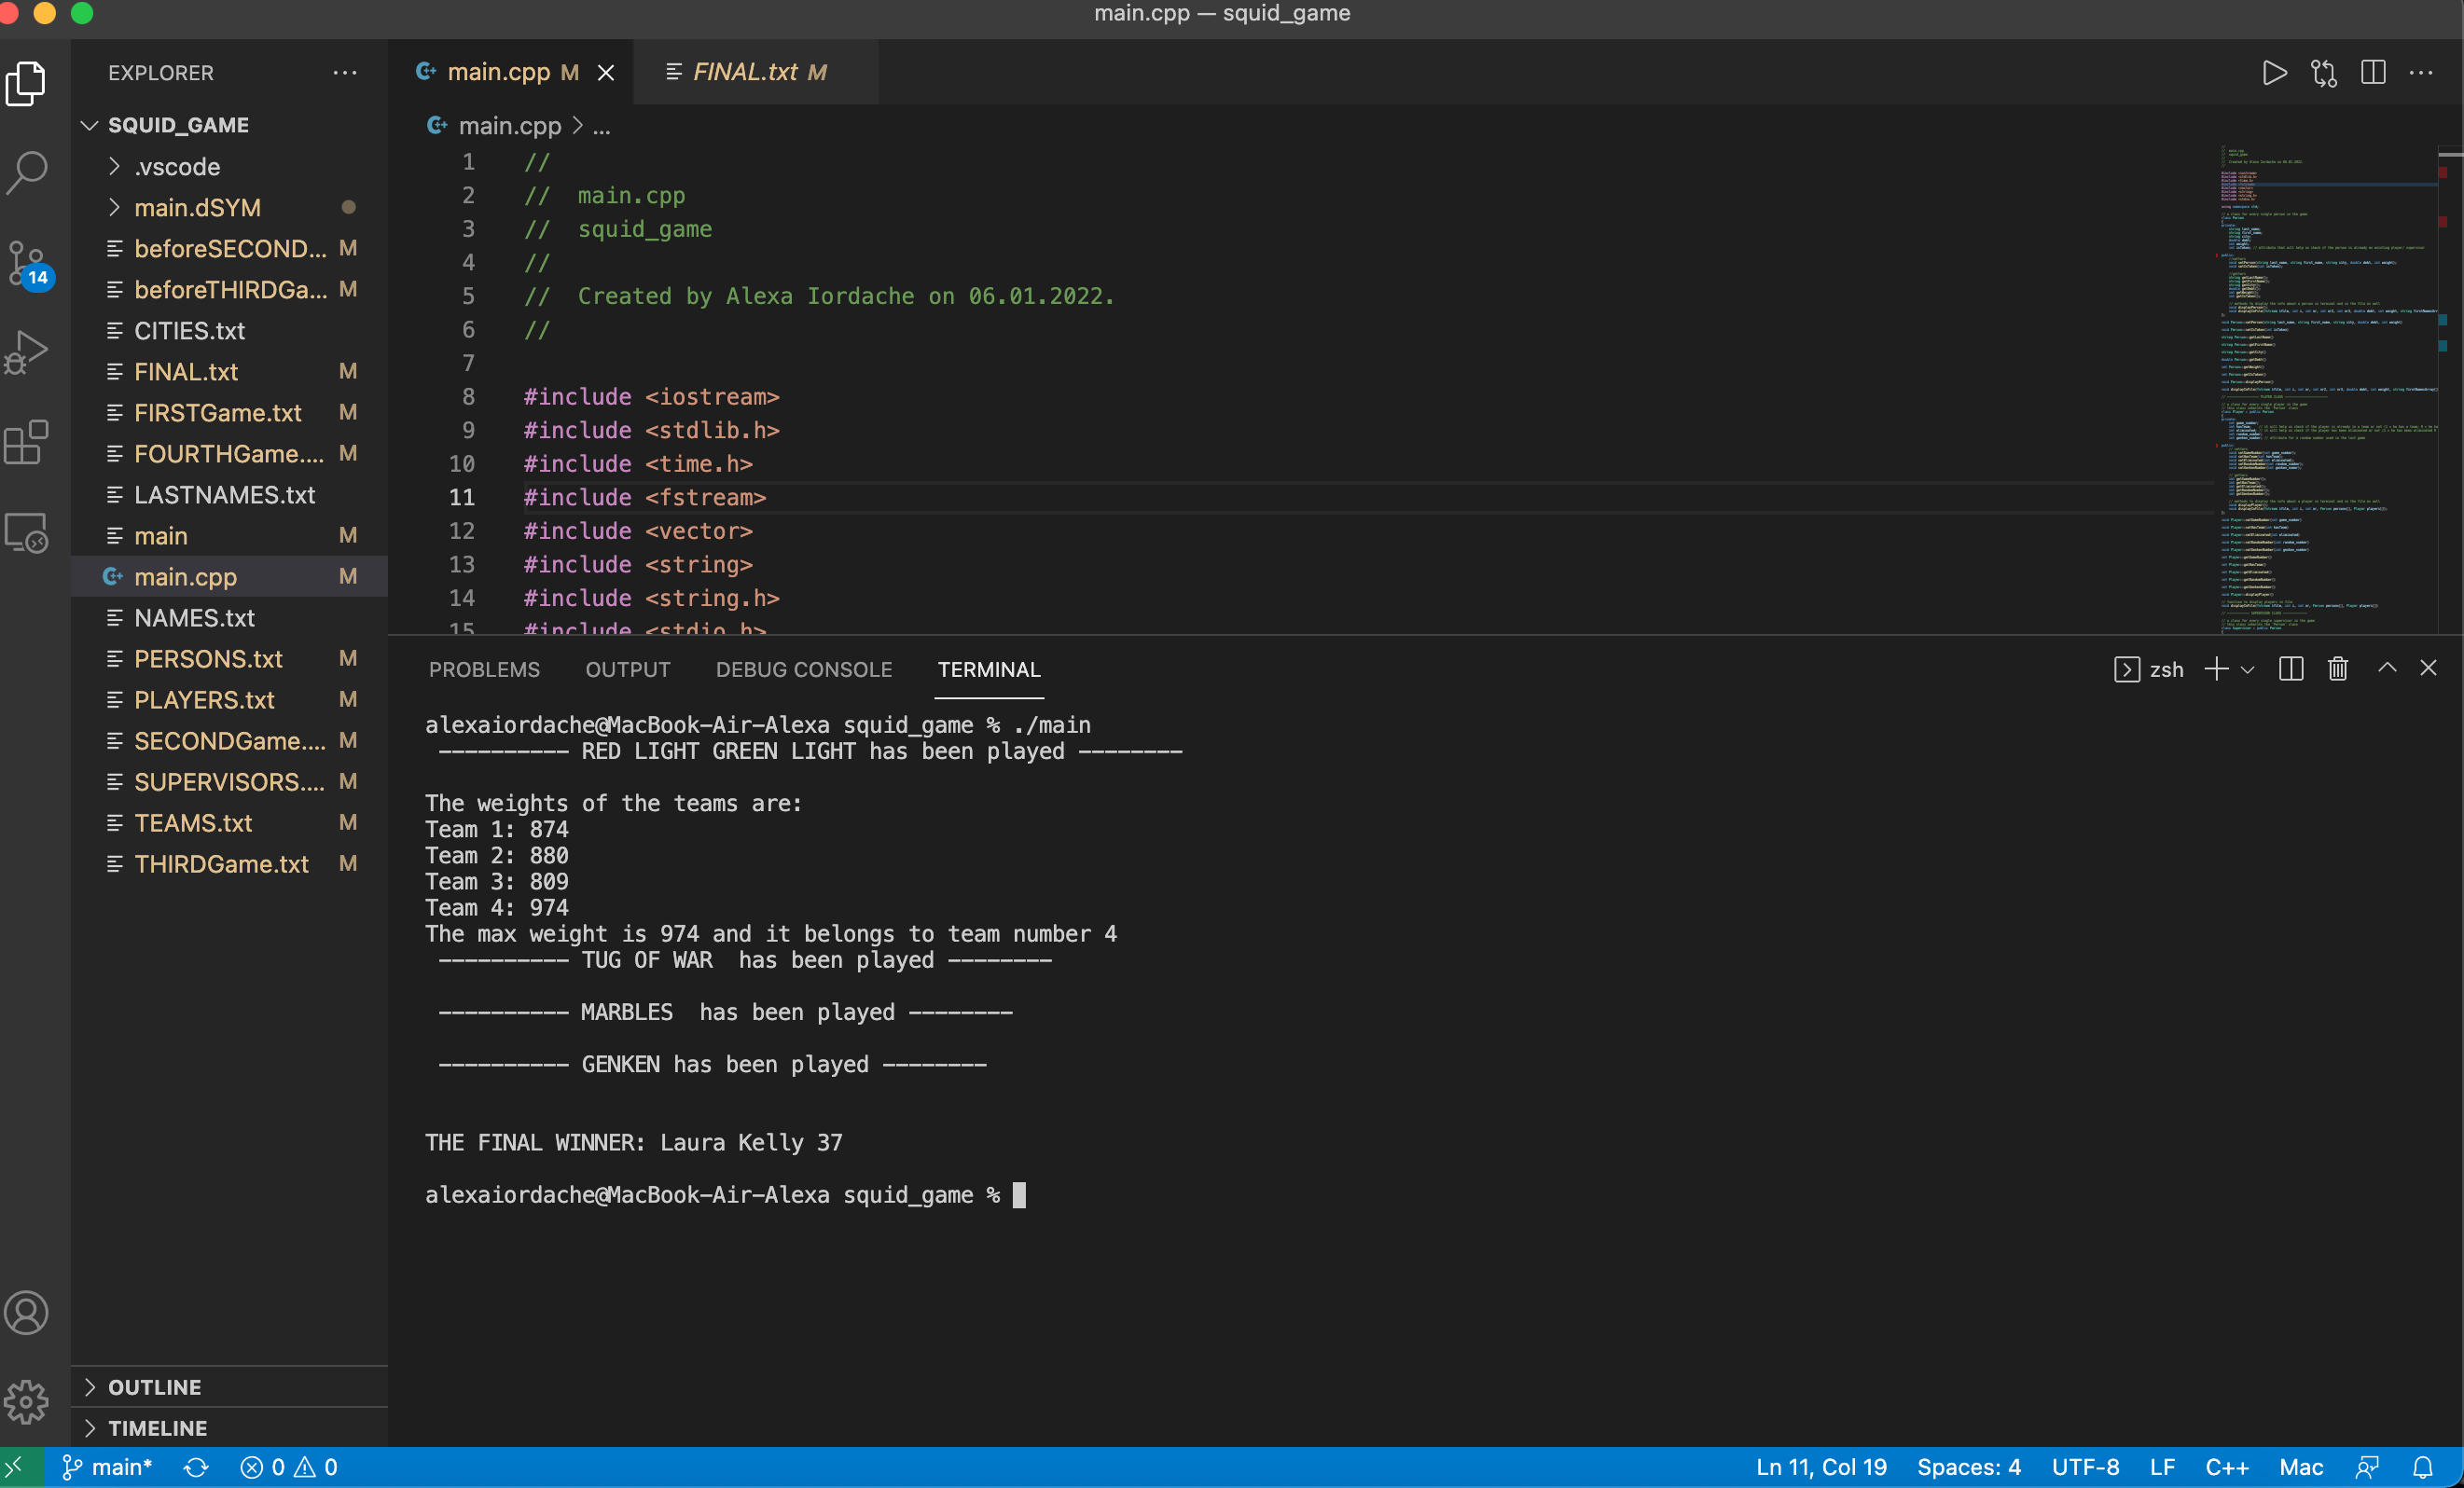 main.cpp — squid_game
EXPLORER
SQUID_GAME
.vscode
main.dSYM
beforeSECOND... M
beforeTHIRDGa... M
CITIES.txt
FINAL.txt M
FIRSTGame.txt M
FOURTHGame.... M
LASTNAMES.txt
main M
main.cpp M
NAMES.txt
PERSONS.txt M
PLAYERS.txt M
SECONDGame.... M
SUPERVISORS.... M
TEAMS.txt M
THIRDGame.txt M
OUTLINE
TIMELINE
14
main.cpp M
FINAL.txt M
main.cpp > ...
1 //
2 // main.cpp
3 // squid_game
4 //
5 // Created by Alexa Iordache on 06.01.2022.
6 //
7
8 #include <iostream>
9 #include <stdlib.h>
10 #include <time.h>
11 #include <fstream>
12 #include <vector>
13 #include <string>
14 #include <string.h>
15 #include <stdio.h>
PROBLEMS OUTPUT DEBUG CONSOLE TERMINAL
zsh
alexaiordache@MacBook-Air-Alexa squid_game % ./main
---------- RED LIGHT GREEN LIGHT has been played --------
The weights of the teams are:
Team 1: 874
Team 2: 880
Team 3: 809
Team 4: 974
The max weight is 974 and it belongs to team number 4
---------- TUG OF WAR  has been played --------
---------- MARBLES  has been played --------
---------- GENKEN has been played --------
THE FINAL WINNER: Laura Kelly 37
alexaiordache@MacBook-Air-Alexa squid_game %
main* 0 0
Ln 11, Col 19 Spaces: 4 UTF-8 LF C++ Mac